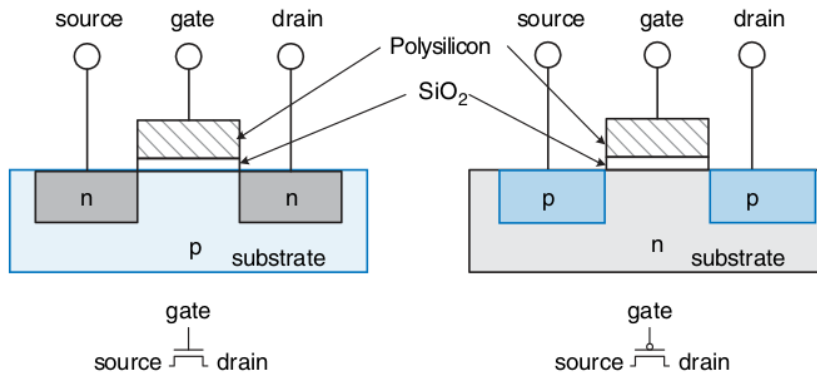 source gate drain
source gate drain
Polysilicon
SiO₂
n
n
p
substrate
p
p
n
substrate
gate
source drain
gate
source drain